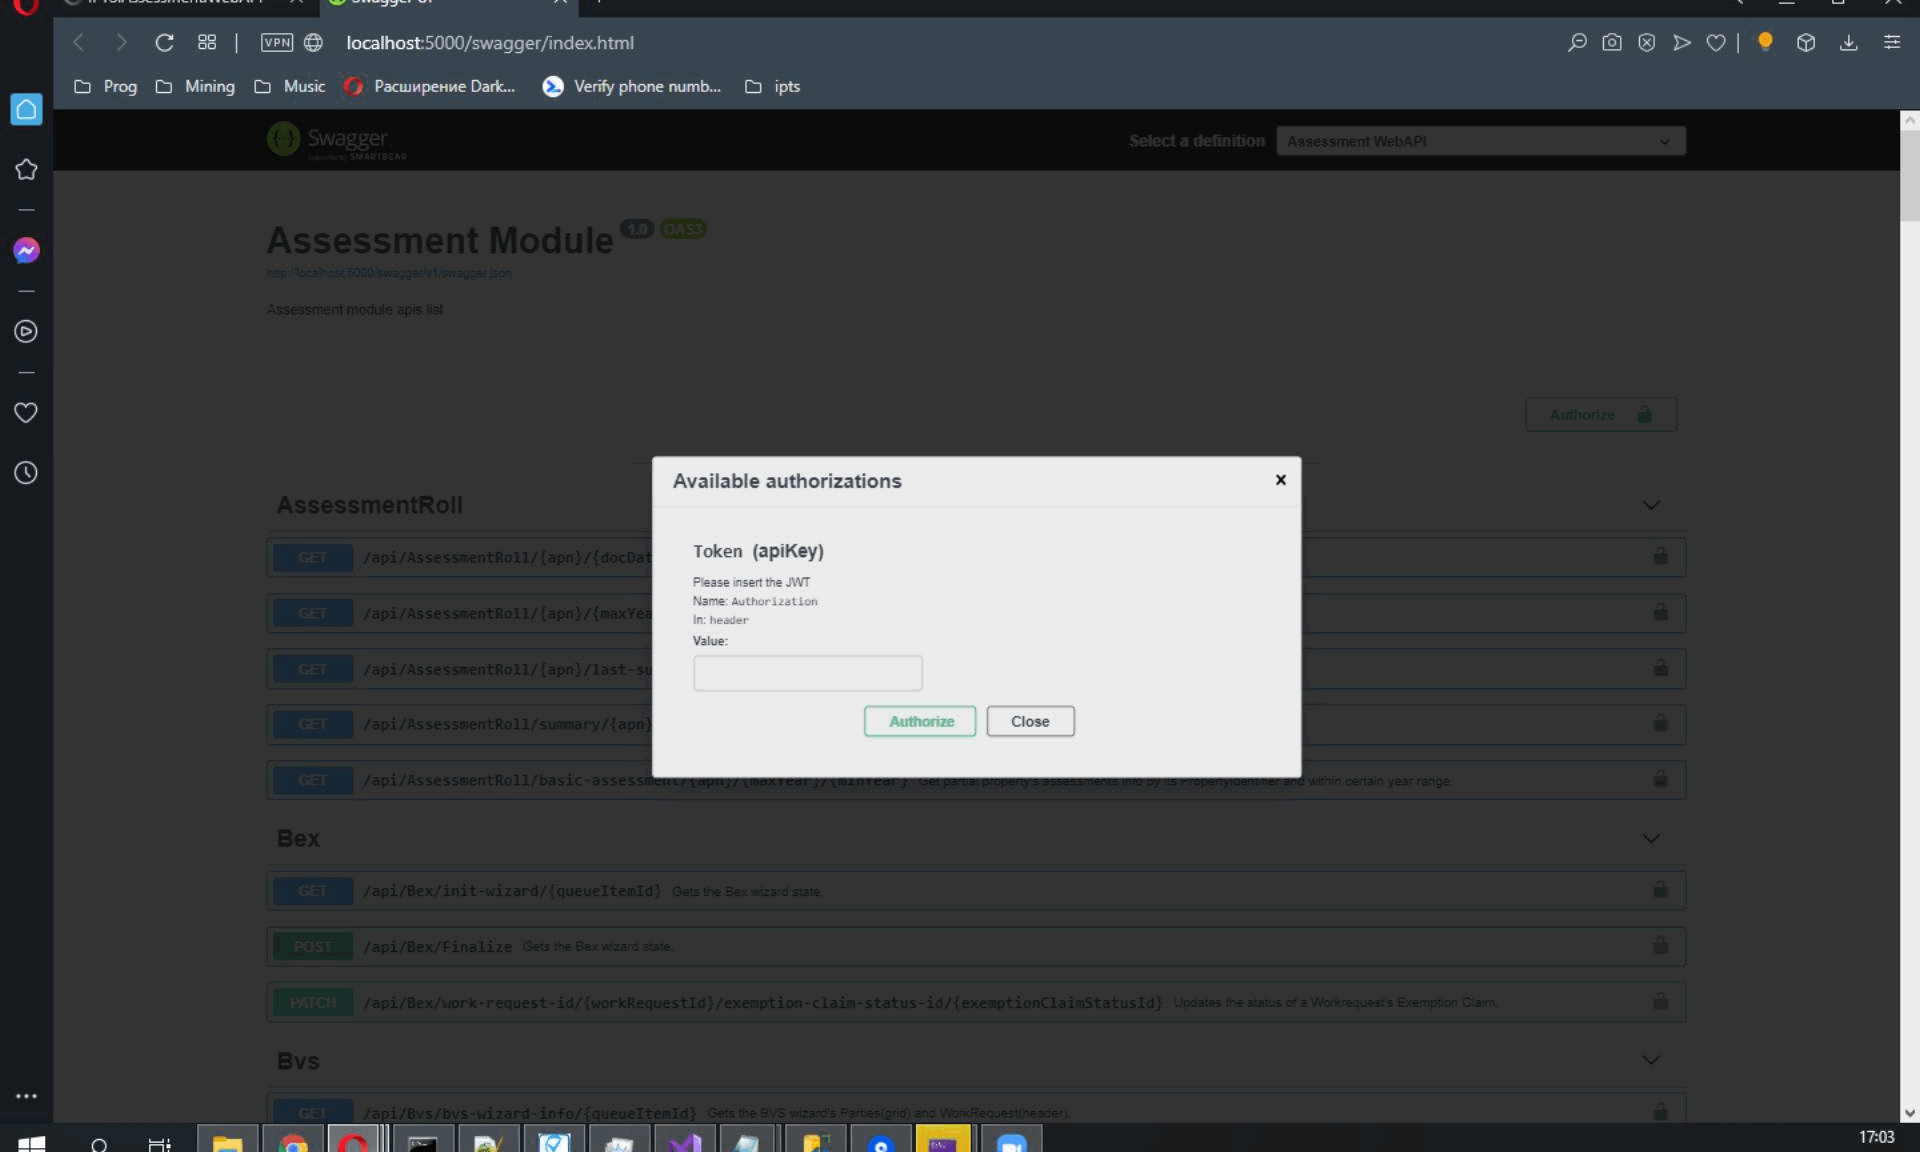 VPN localhost:5000/swagger/index.html
Prog Mining Music Расширение Dark... Verify phone numb... ipts
Swagger
Supported by SMARTBEAR
Select a definition Assessment WebAPI
Assessment Module 1.0 OAS3
http://localhost:5000/swagger/v1/swagger.json
Assessment module apis list
Authorize
Available authorizations
Token (apiKey)
Please insert the JWT
Name: Authorization
In: header
Value:
Authorize Close
AssessmentRoll
GET /api/AssessmentRoll/{apn}/{docDat
GET /api/AssessmentRoll/{apn}/{maxYea
GET /api/AssessmentRoll/{apn}/last-su
GET /api/AssessmentRoll/summary/{apn}
GET /api/AssessmentRoll/basic-assessment/{apn}/{maxYear}/{minYear} Get partial property's assessments info by its PropertyIdentifier and within certain year range.
Bex
GET /api/Bex/init-wizard/{queueItemId} Gets the Bex wizard state.
POST /api/Bex/Finalize Gets the Bex wizard state.
PATCH /api/Bex/work-request-id/{workRequestId}/exemption-claim-status-id/{exemptionClaimStatusId} Updates the status of a Workrequest's Exemption Claim.
Bvs
GET /api/Bvs/bvs-wizard-info/{queueItemId} Gets the BVS wizard's Parties(grid) and WorkRequest(header).
17:03